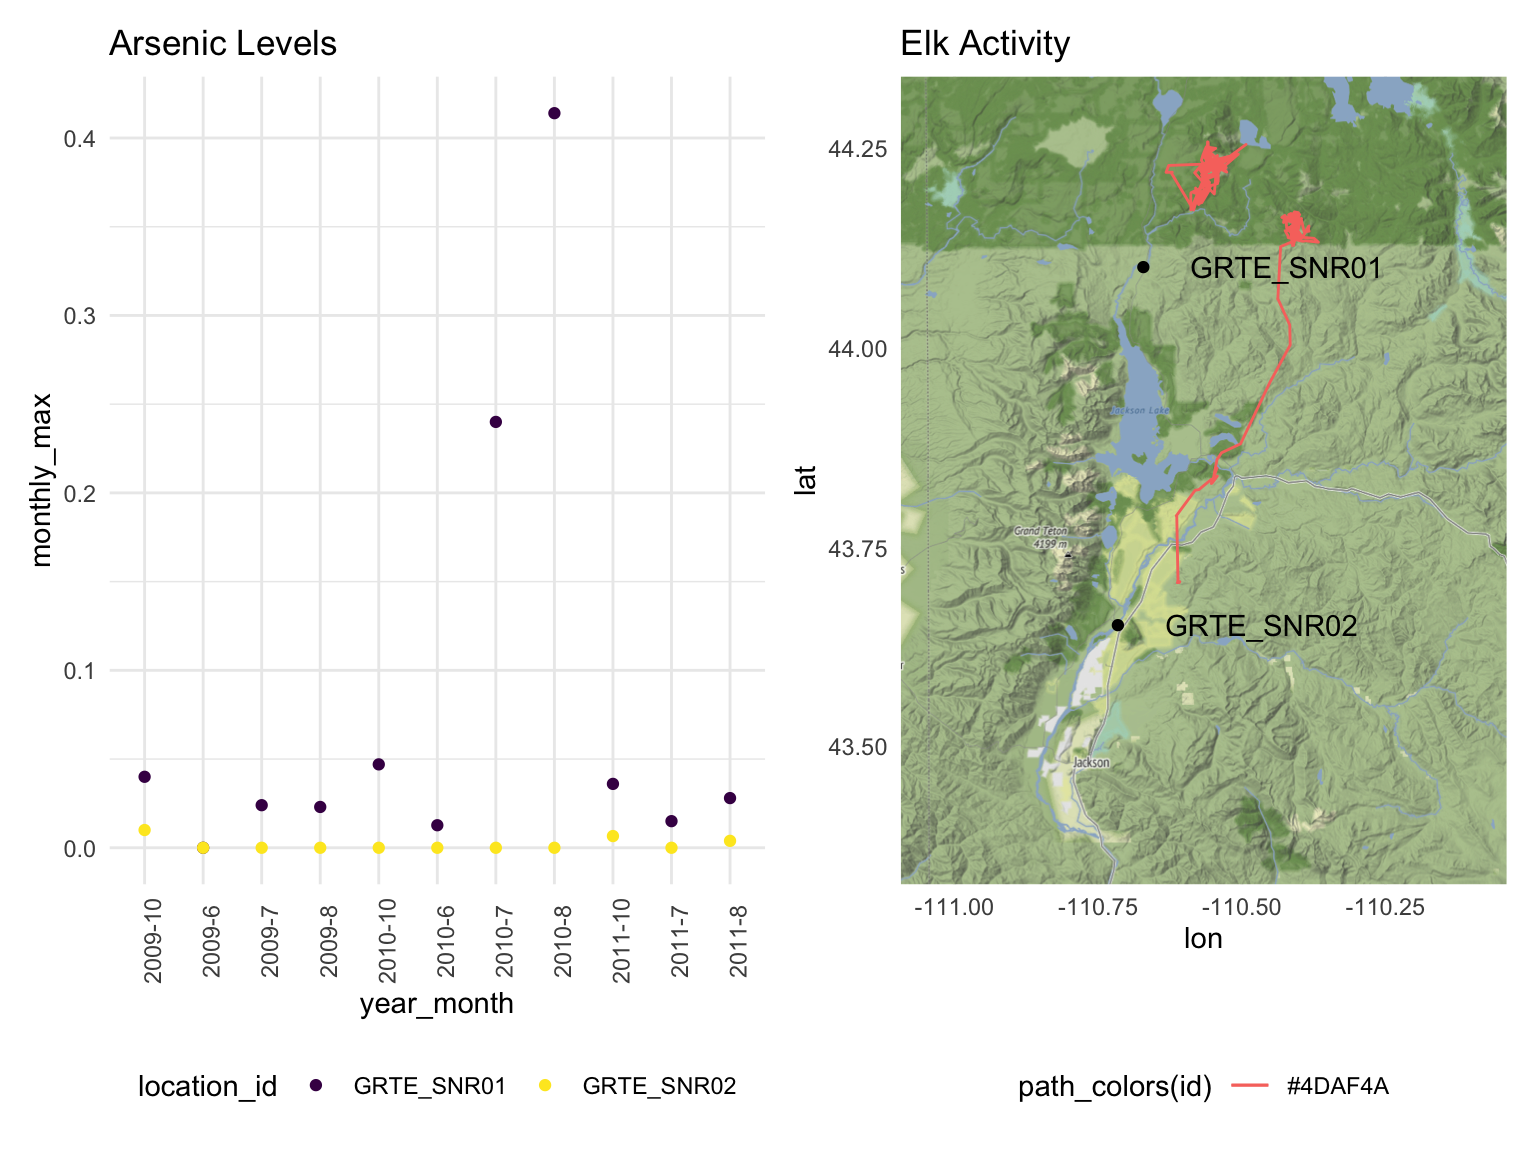 Arsenic Levels
monthly_max
0.4
0.3
0.2
0.1
0.0
2009-10
2009-6
2009-7
2009-8
2010-10
2010-6
2010-7
2010-8
2011-10
2011-7
2011-8
year_month
location_id
GRTE_SNR01
GRTE_SNR02
Elk Activity
lat
44.25
44.00
43.75
43.50
GRTE_SNR01
Jackson Lake
Grand Teton
4199 m
s
GRTE_SNR02
r
Jackson
-111.00
-110.75
-110.50
-110.25
lon
path_colors(id)
#4DAF4A